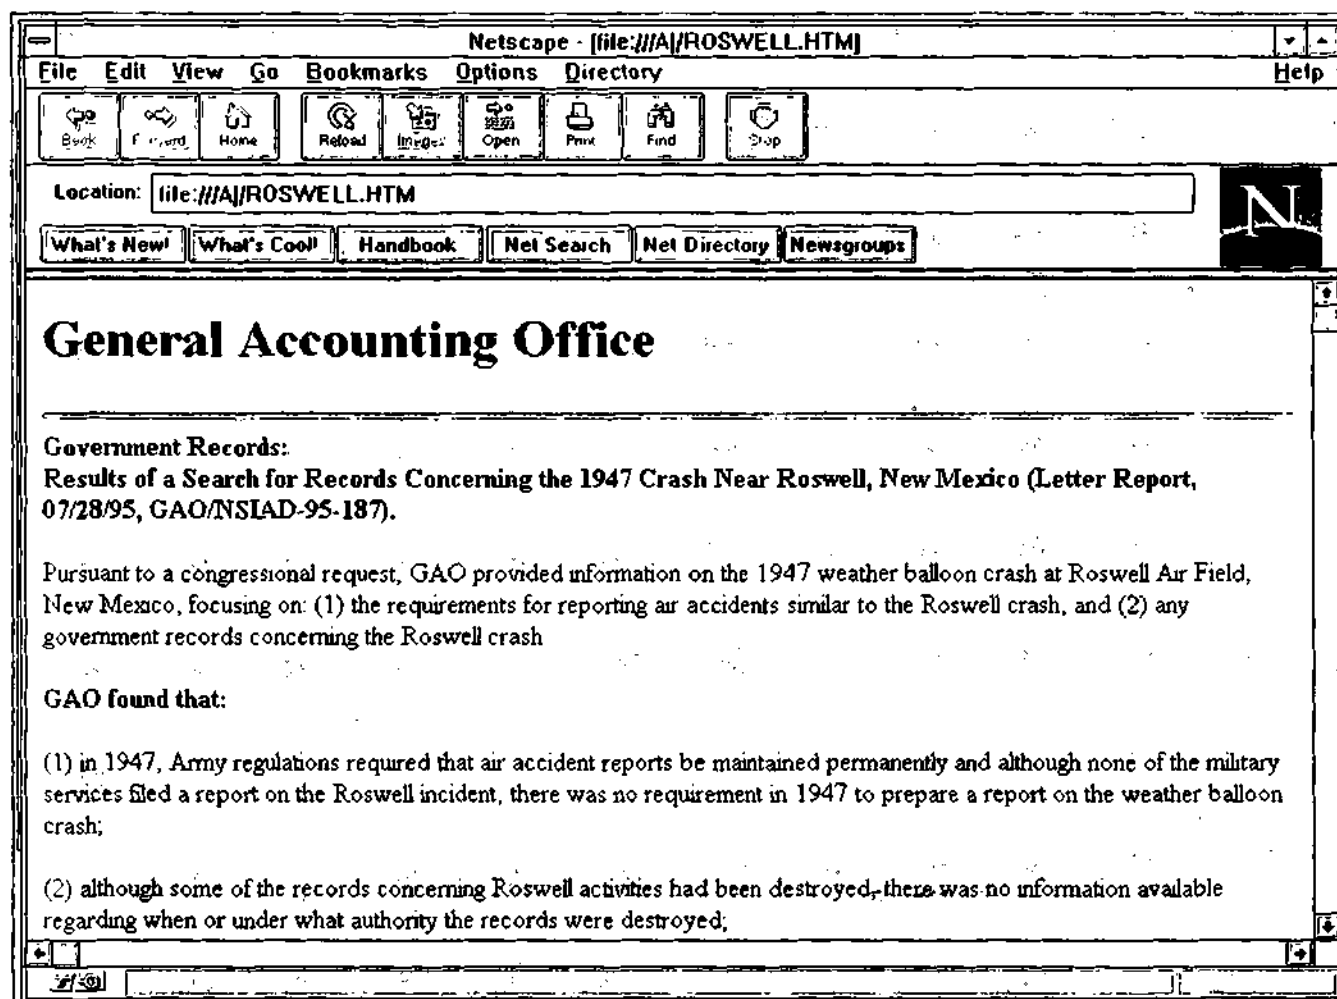 Netscape - [file:///A|/ROSWELL.HTM]
File Edit View Go Bookmarks Options Directory Help
Back Forward Home Reload Images Open Print Find Stop
Location: file:///A|/ROSWELL.HTM
N
What's New! What's Cool! Handbook Net Search Net Directory Newsgroups
General Accounting Office
Government Records:
Results of a Search for Records Concerning the 1947 Crash Near Roswell, New Mexico (Letter Report,
07/28/95, GAO/NSIAD-95-187).
Pursuant to a congressional request, GAO provided information on the 1947 weather balloon crash at Roswell Air Field,
New Mexico, focusing on: (1) the requirements for reporting air accidents similar to the Roswell crash, and (2) any
government records concerning the Roswell crash
GAO found that:
(1) in 1947, Army regulations required that air accident reports be maintained permanently and although none of the military
services filed a report on the Roswell incident, there was no requirement in 1947 to prepare a report on the weather balloon
crash;
(2) although some of the records concerning Roswell activities had been destroyed, there was no information available
regarding when or under what authority the records were destroyed;